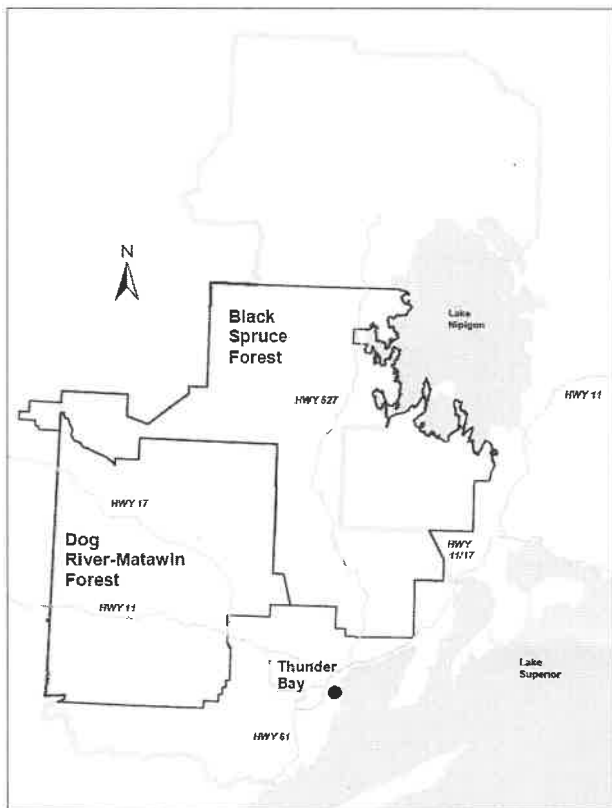 N
Black
Spruce
Forest
Lake
Nipigon
HWY 527
HWY 11
HWY 17
Dog
River-Matawin
Forest
HWY
11/17
HWY 11
Thunder
Bay
Lake
Superior
HWY 61